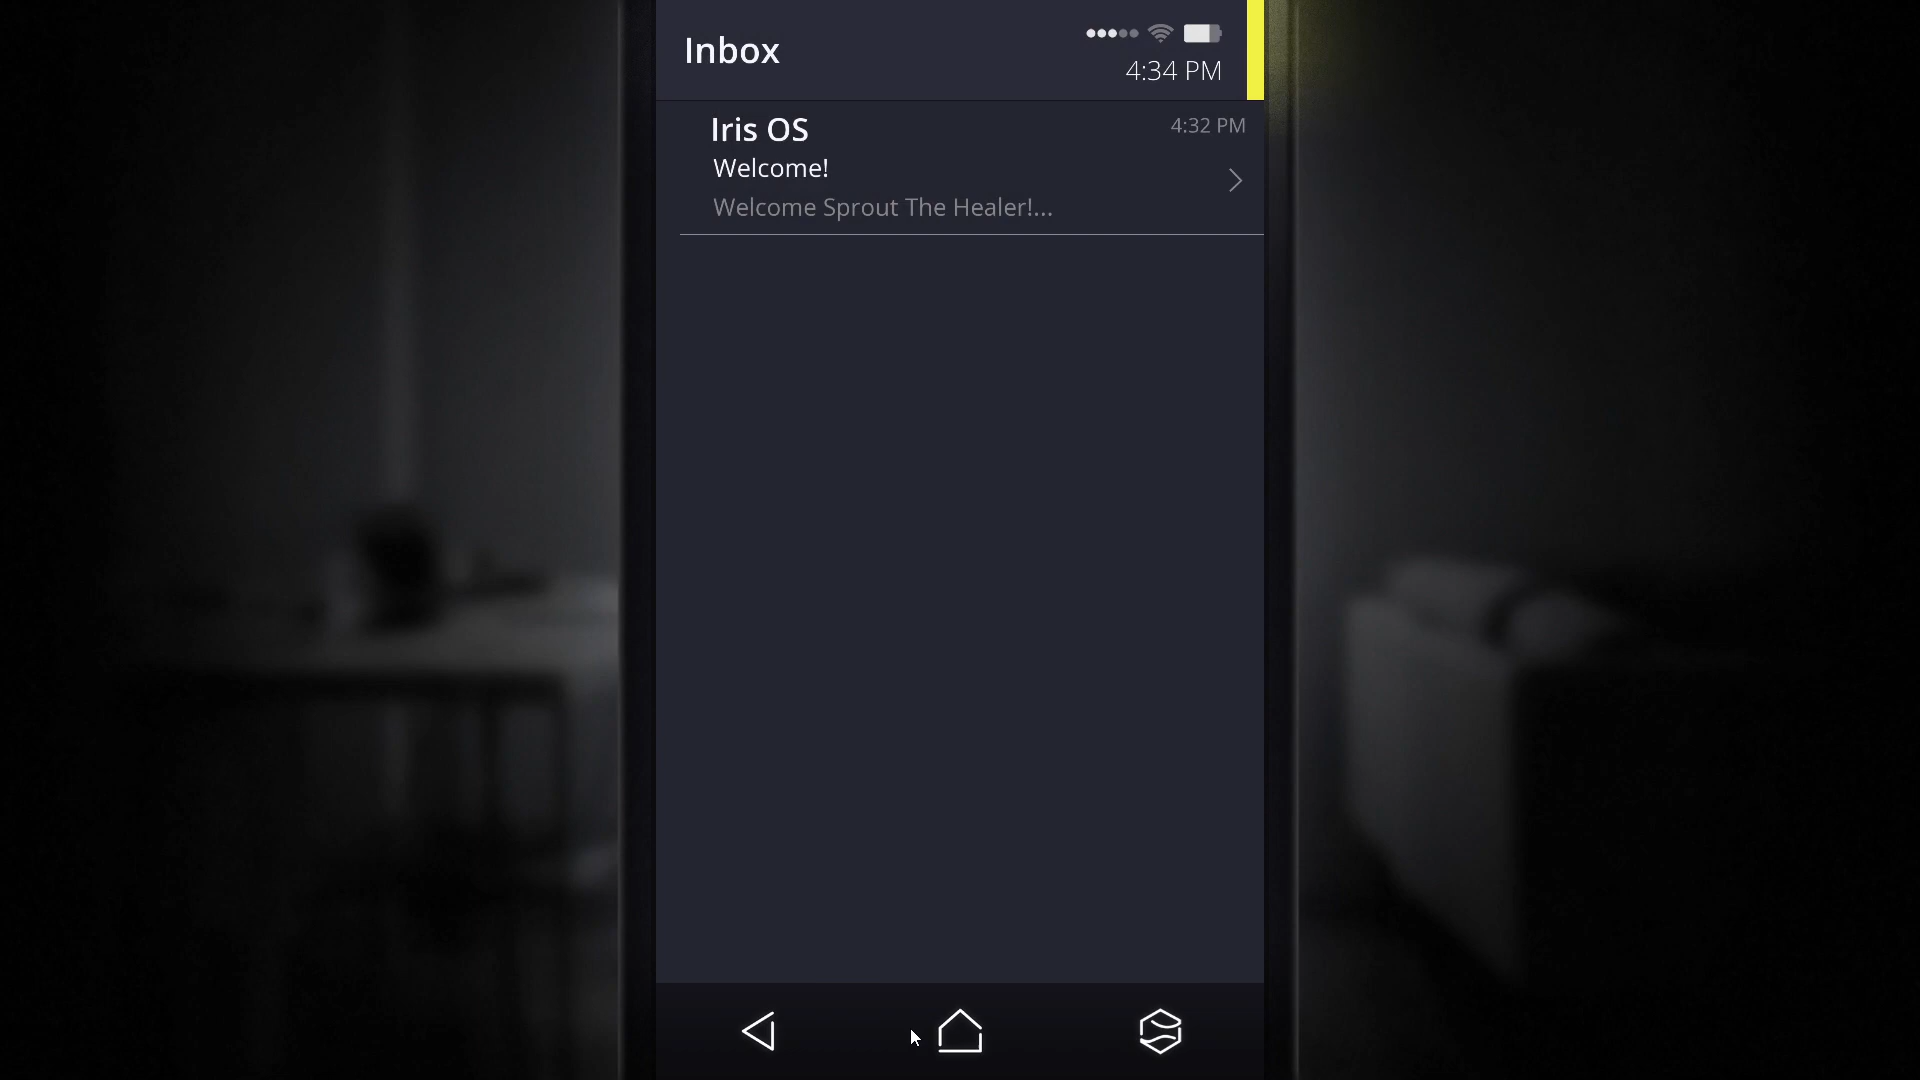 Inbox
4:34 PM
Iris OS
4:32 PM
Welcome!
Welcome Sprout The Healer!...